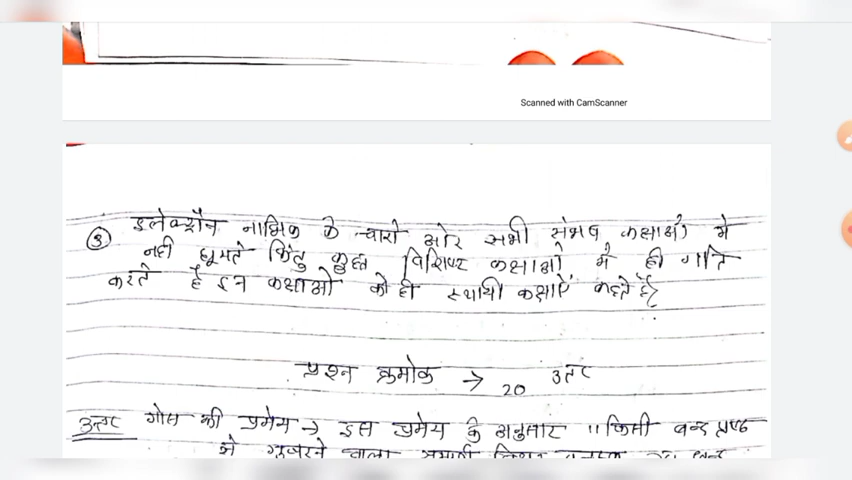 Scanned with CamScanner
③ इलेक्ट्रॉन नाभिक के चारो ओर सभी संभव कक्षाओं मे
नही घूमते किंतु कुछ विशिष्ट कक्षाओ में ही गति
करते है इन कक्षाओ को ही स्थायी कक्षाएं कहते है।
प्रश्न क्रमांक → 20 उत्तर
उत्तर गोस की प्रमेय → इस प्रमेय के अनुसार "किसी बन्द पृष्ठ
से गुजरने वाला